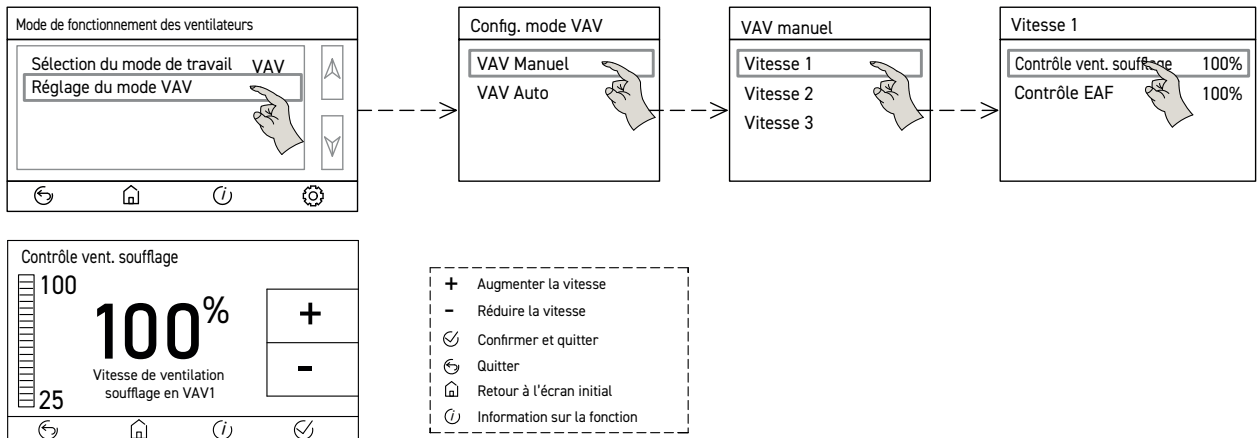 Mode de fonctionnement des ventilateurs
Sélection du mode de travail VAV
Réglage du mode VAV
Config. mode VAV
VAV Manuel
VAV Auto
VAV manuel
Vitesse 1
Vitesse 2
Vitesse 3
Vitesse 1
Contrôle vent. soufflage 100%
Contrôle EAF 100%
Contrôle vent. soufflage
100
100%
Vitesse de ventilation
soufflage en VAV1
25
+
-
+ Augmenter la vitesse
- Réduire la vitesse
Confirmer et quitter
Quitter
Retour à l'écran initial
i Information sur la fonction